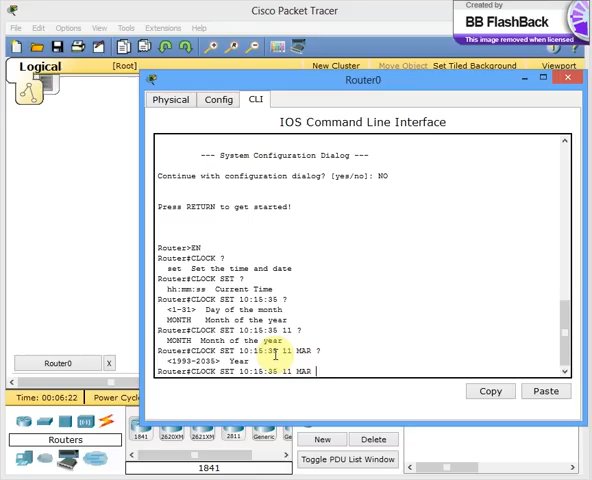 Cisco Packet Tracer
Created by
BB FlashBack
This image removed when licensed
File Edit Options View Tools Extensions Help
Logical
[Root]
New Cluster
Move Object
Set Tiled Background
Viewport
Router0
Physical
Config
CLI
IOS Command Line Interface
--- System Configuration Dialog ---
Continue with configuration dialog? [yes/no]: NO
Press RETURN to get started!
Router>EN
Router#CLOCK ?
set Set the time and date
Router#CLOCK SET ?
hh:mm:ss Current Time
Router#CLOCK SET 10:15:35 ?
<1-31> Day of the month
MONTH Month of the year
Router#CLOCK SET 10:15:35 11 ?
MONTH Month of the year
Router#CLOCK SET 10:15:35 11 MAR ?
<1993-2035> Year
Router#CLOCK SET 10:15:35 11 MAR
Copy
Paste
Router0
X
Time: 00:06:22
Power Cycl
Routers
1841
2620XM
2621XM
2811
Generic
1841
New
Delete
Toggle PDU List Window